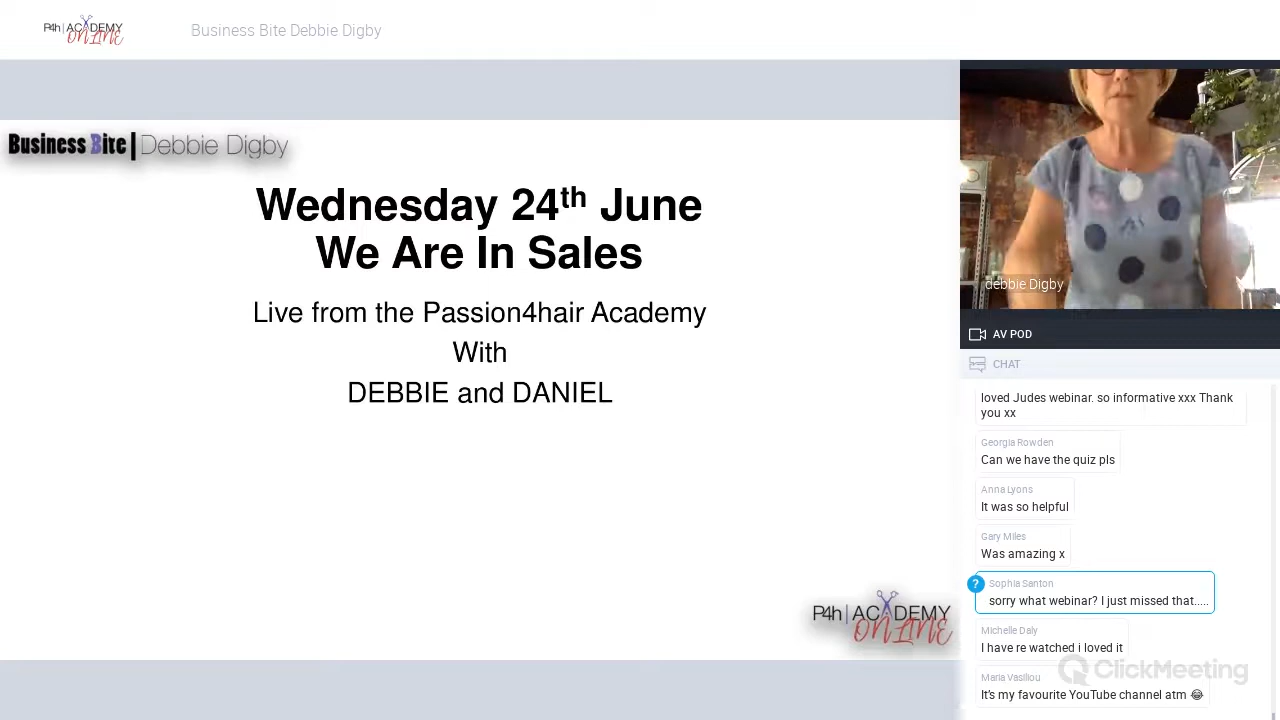 P4h | ACADEMY
ONLINE
Business Bite Debbie Digby
Business Bite | Debbie Digby
Wednesday 24th June
We Are In Sales
Live from the Passion4hair Academy
With
DEBBIE and DANIEL
P4h | ACADEMY
ONLINE
debbie Digby
AV POD
CHAT
loved Judes webinar. so informative xxx Thank
you xx
Georgia Rowden
Can we have the quiz pls
Anna Lyons
It was so helpful
Gary Miles
Was amazing x
?
Sophia Santon
sorry what webinar? I just missed that.....
Michelle Daly
I have re watched i loved it
ClickMeeting
Maria Vasiliou
It's my favourite YouTube channel atm 😂